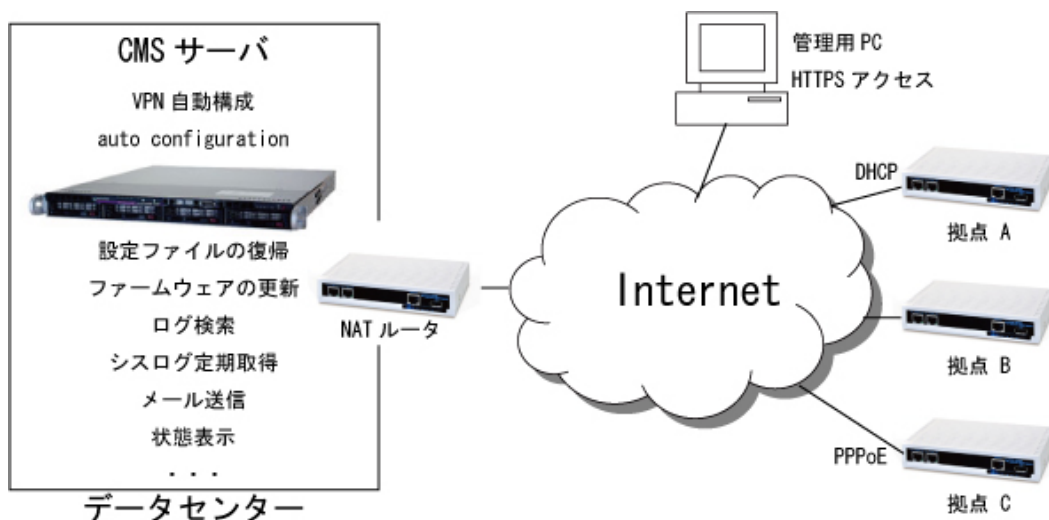 CMS サーバ
VPN 自動構成
auto configuration
設定ファイルの復帰
ファームウェアの更新
ログ検索
シスログ定期取得
メール送信
状態表示
・・・
データセンター
NAT ルータ
Internet
管理用 PC
HTTPS アクセス
DHCP
拠点 A
拠点 B
PPPoE
拠点 C